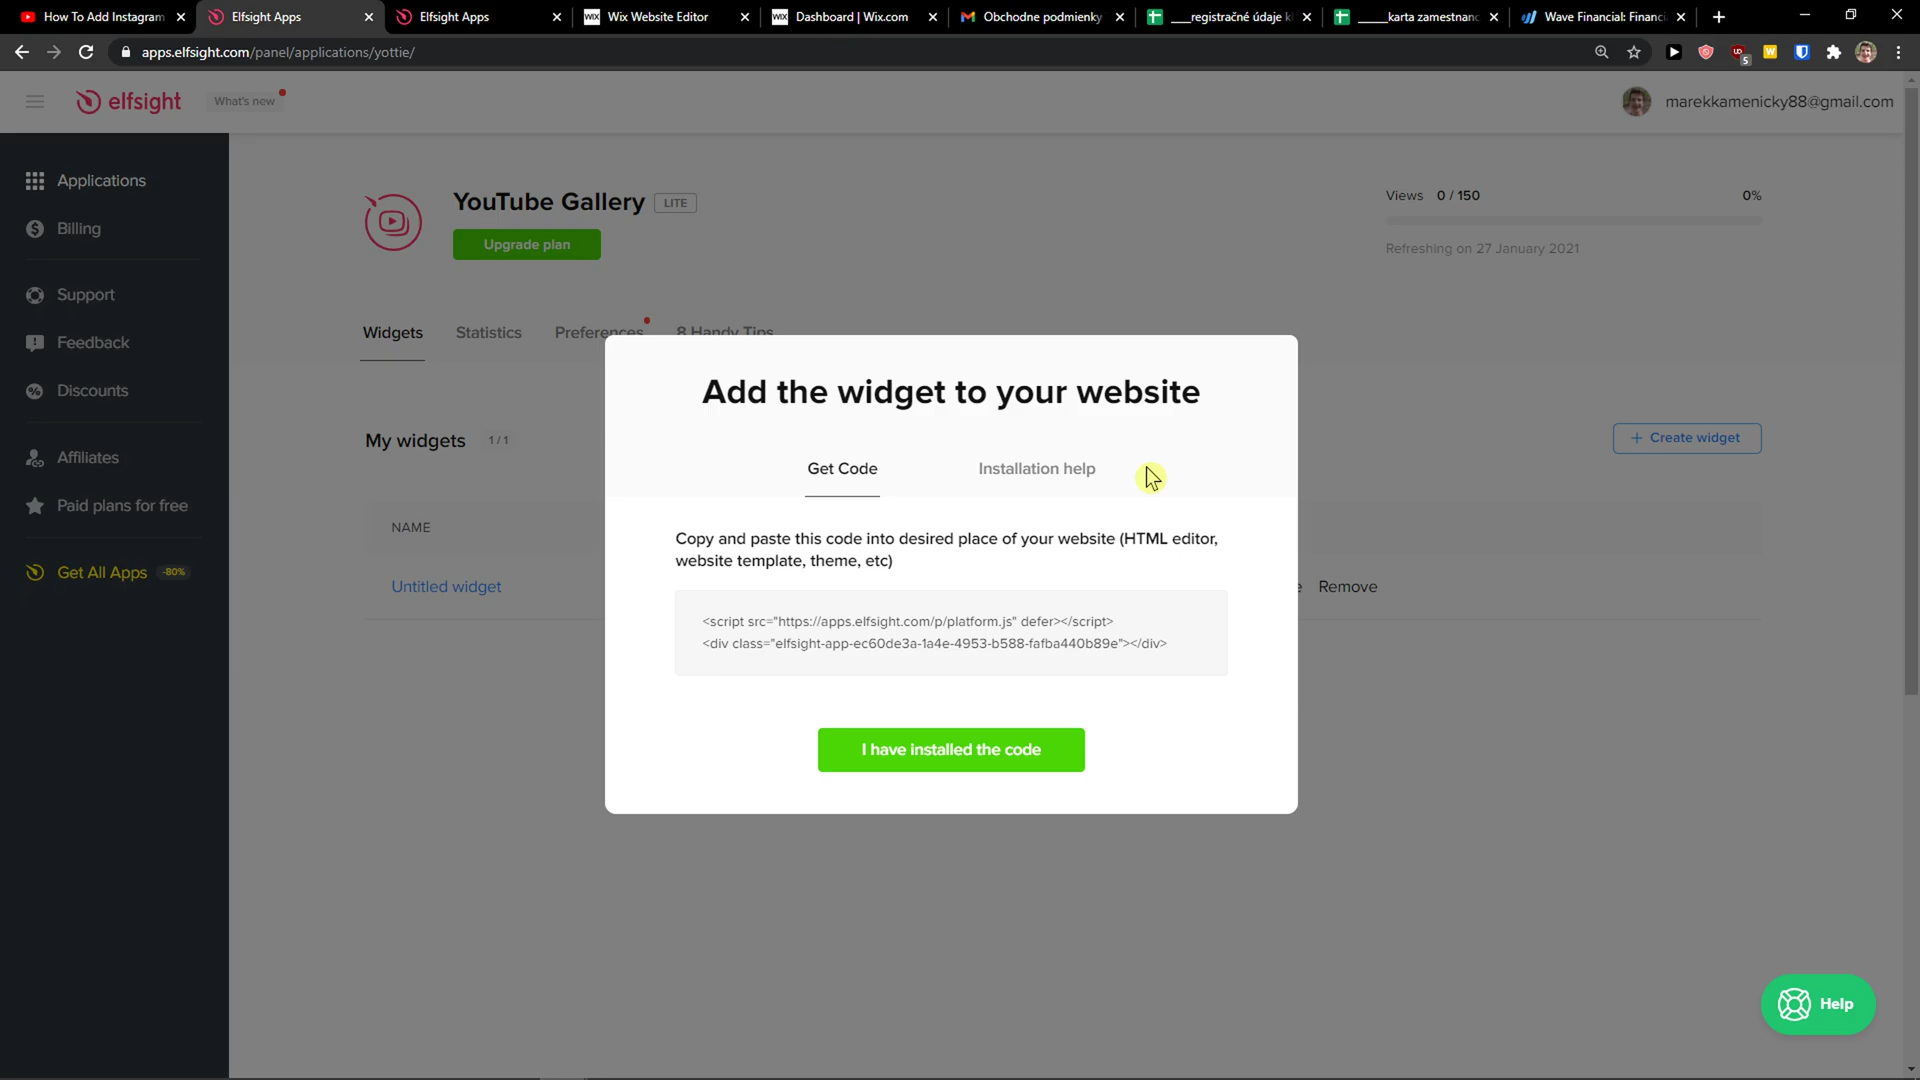 How To Add Instagram
Elfsight Apps
Elfsight Apps
WIX Wix Website Editor
WIX Dashboard | Wix.com
Obchodne podmienky
___registračné údaje k
_____karta zamestnanc
Wave Financial: Financi
apps.elfsight.com/panel/applications/yottie/
5
W
elfsight
What's new
marekkamenicky88@gmail.com
Applications
Billing
Support
Feedback
Discounts
Affiliates
Paid plans for free
Get All Apps -80%
YouTube Gallery LITE
Upgrade plan
Views 0 / 150 0%
Refreshing on 27 January 2021
Widgets Statistics Preferences 8 Handy Tips
My widgets 1 / 1
+ Create widget
NAME
Untitled widget
e Remove
Add the widget to your website
Get Code Installation help
Copy and paste this code into desired place of your website (HTML editor,
website template, theme, etc)
<script src="https://apps.elfsight.com/p/platform.js" defer></script>
<div class="elfsight-app-ec60de3a-1a4e-4953-b588-fafba440b89e"></div>
I have installed the code
Help